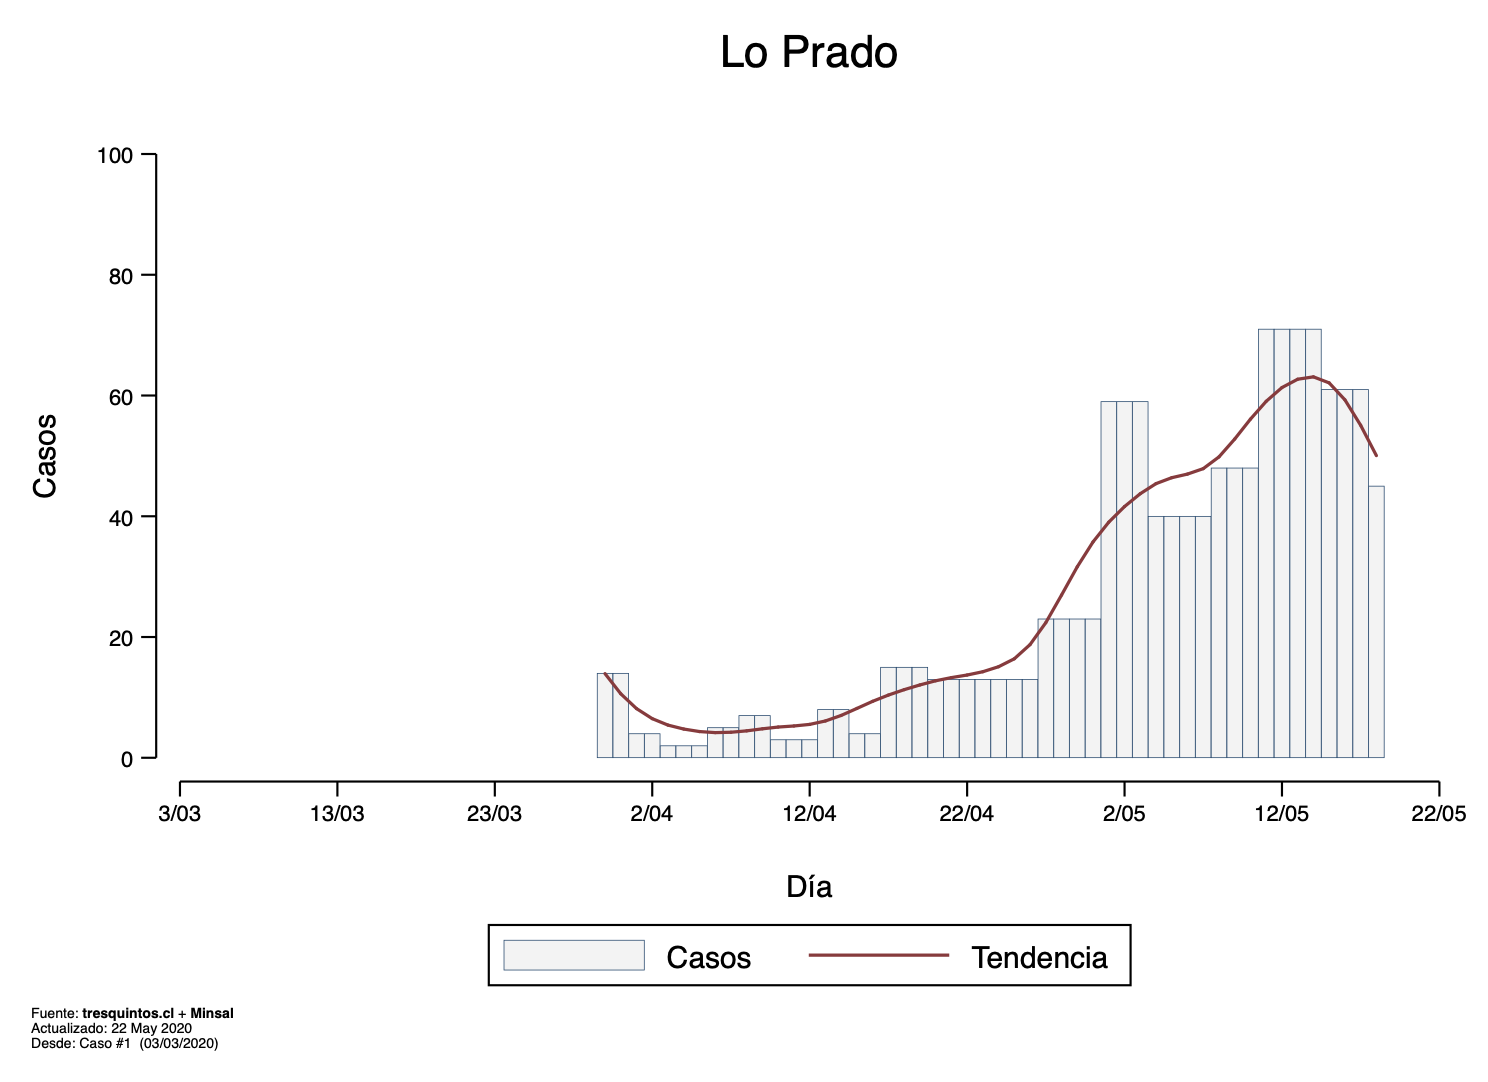 Lo Prado
100
80
60
40
20
0
Casos
3/03 13/03 23/03 2/04 12/04 22/04 2/05 12/05 22/05
Día
Casos Tendencia
Fuente: tresquintos.cl + Minsal
Actualizado: 22 May 2020
Desde: Caso #1 (03/03/2020)